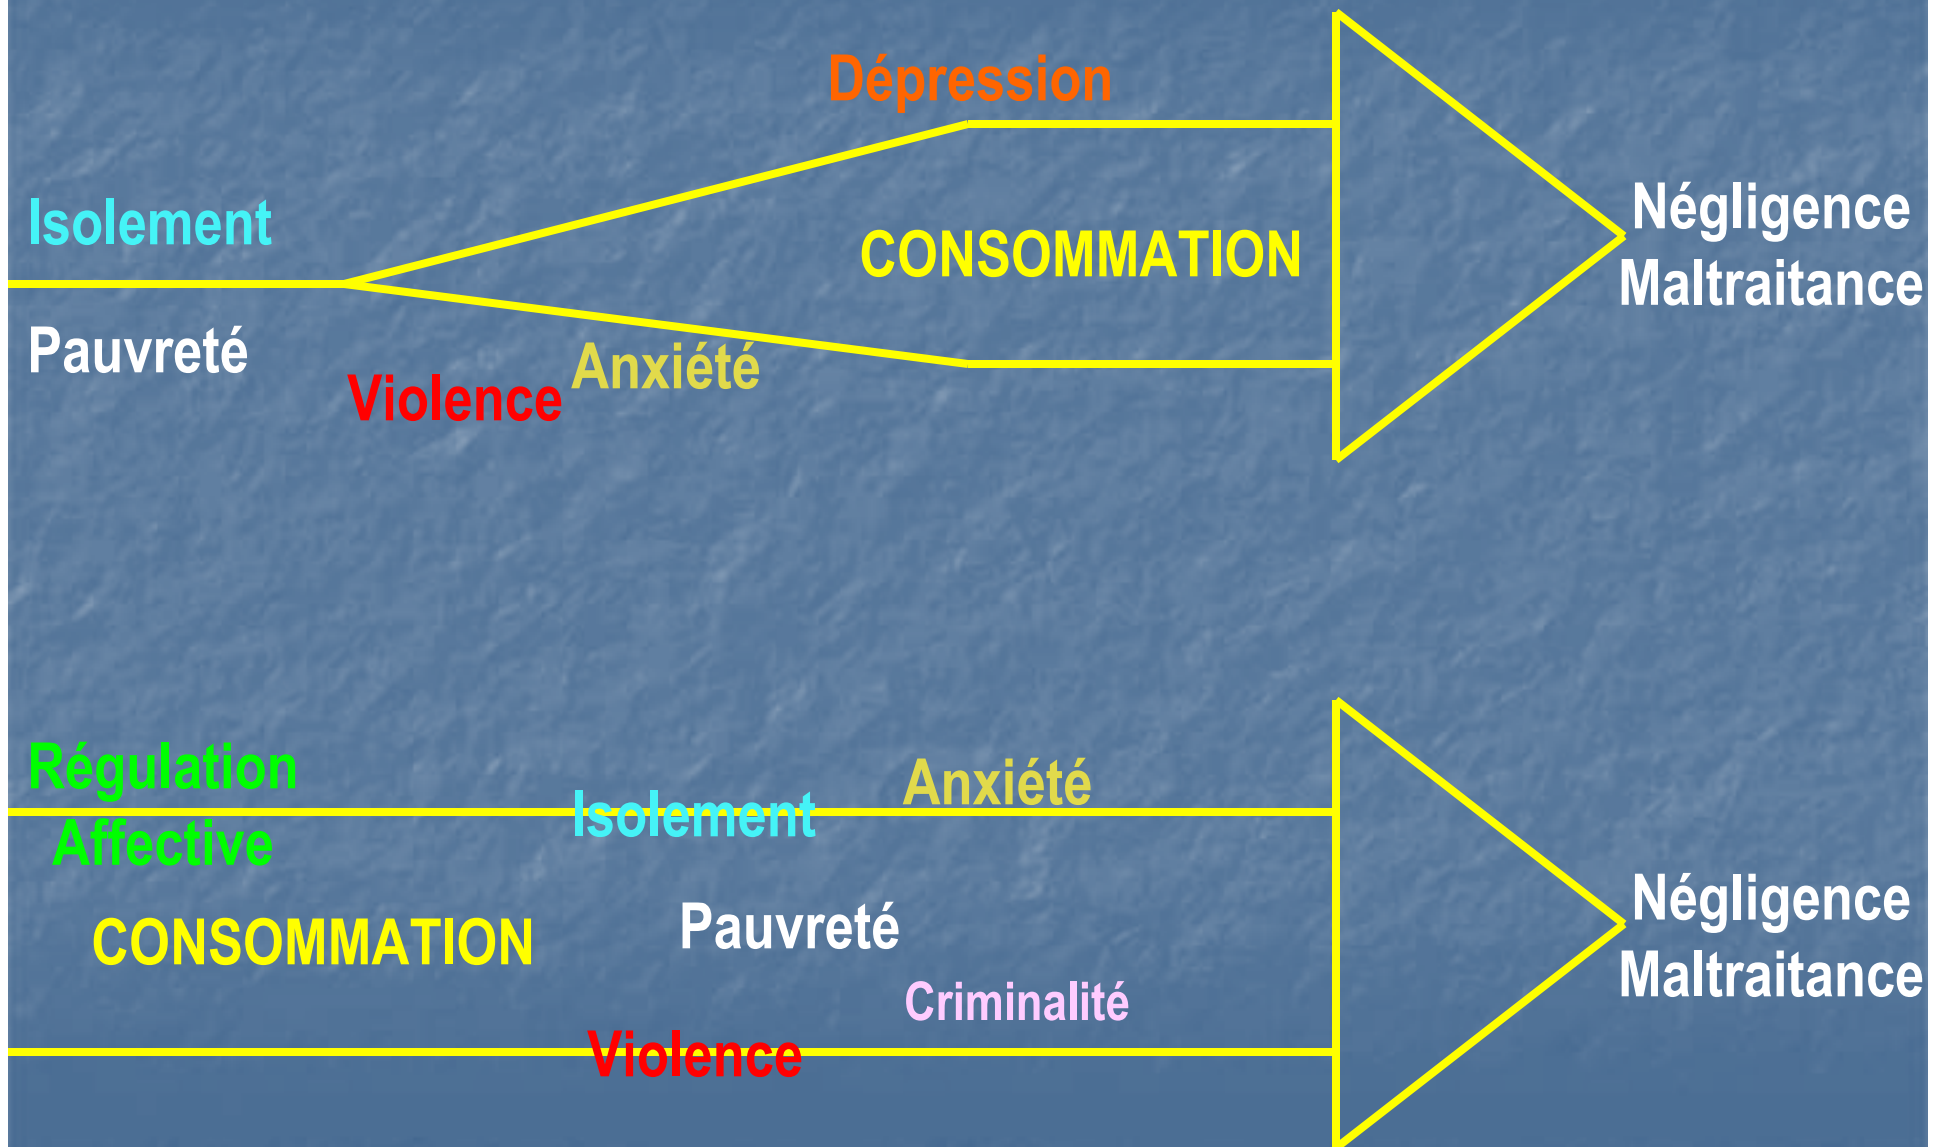 Dépression
Isolement
CONSOMMATION
Négligence
Maltraitance
Pauvreté
Violence
Anxiété
Régulation
Affective
Isolement
Anxiété
CONSOMMATION
Pauvreté
Criminalité
Violence
Négligence
Maltraitance